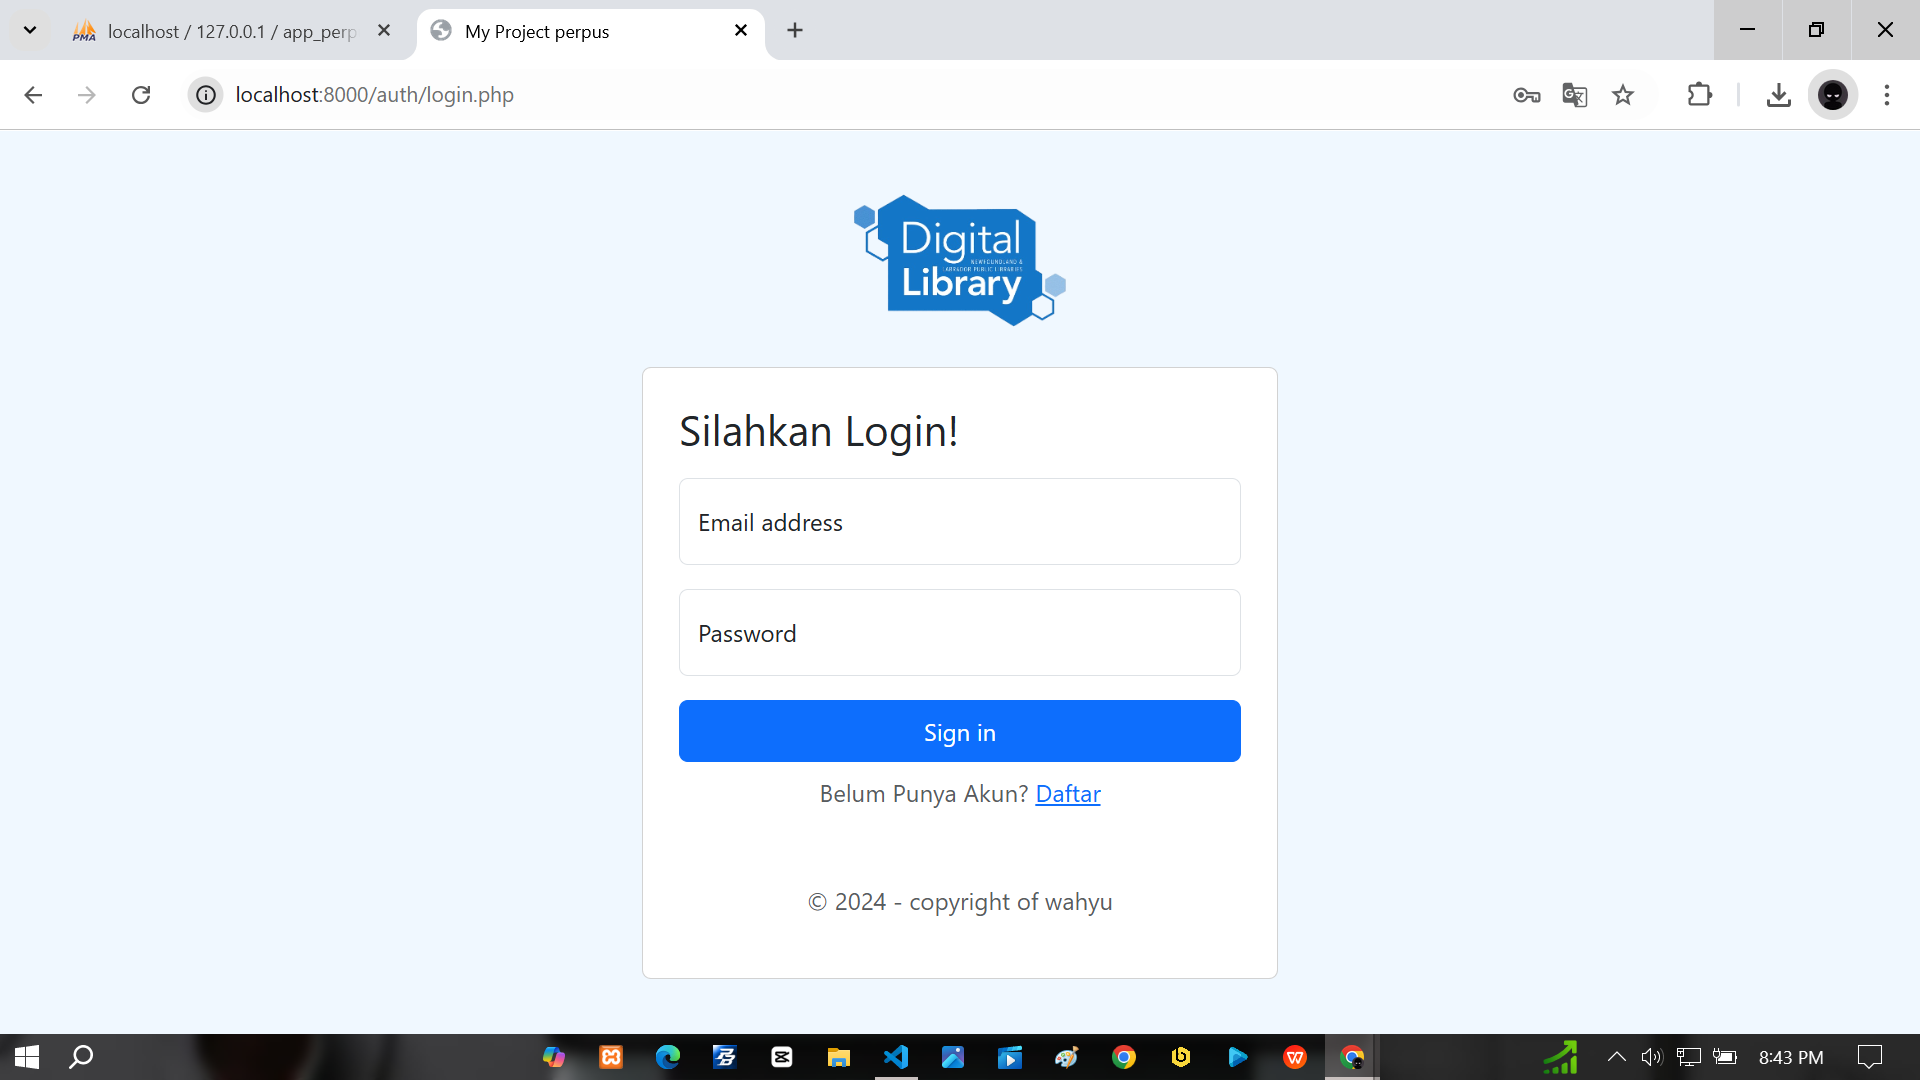 localhost / 127.0.0.1 / app_perp
My Project perpus
localhost:8000/auth/login.php
Digital
NEWFOUNDLAND &
LABRADOR PUBLIC LIBRARIES
Library
Silahkan Login!
Email address
Password
Sign in
Belum Punya Akun? Daftar
© 2024 - copyright of wahyu
8:43 PM